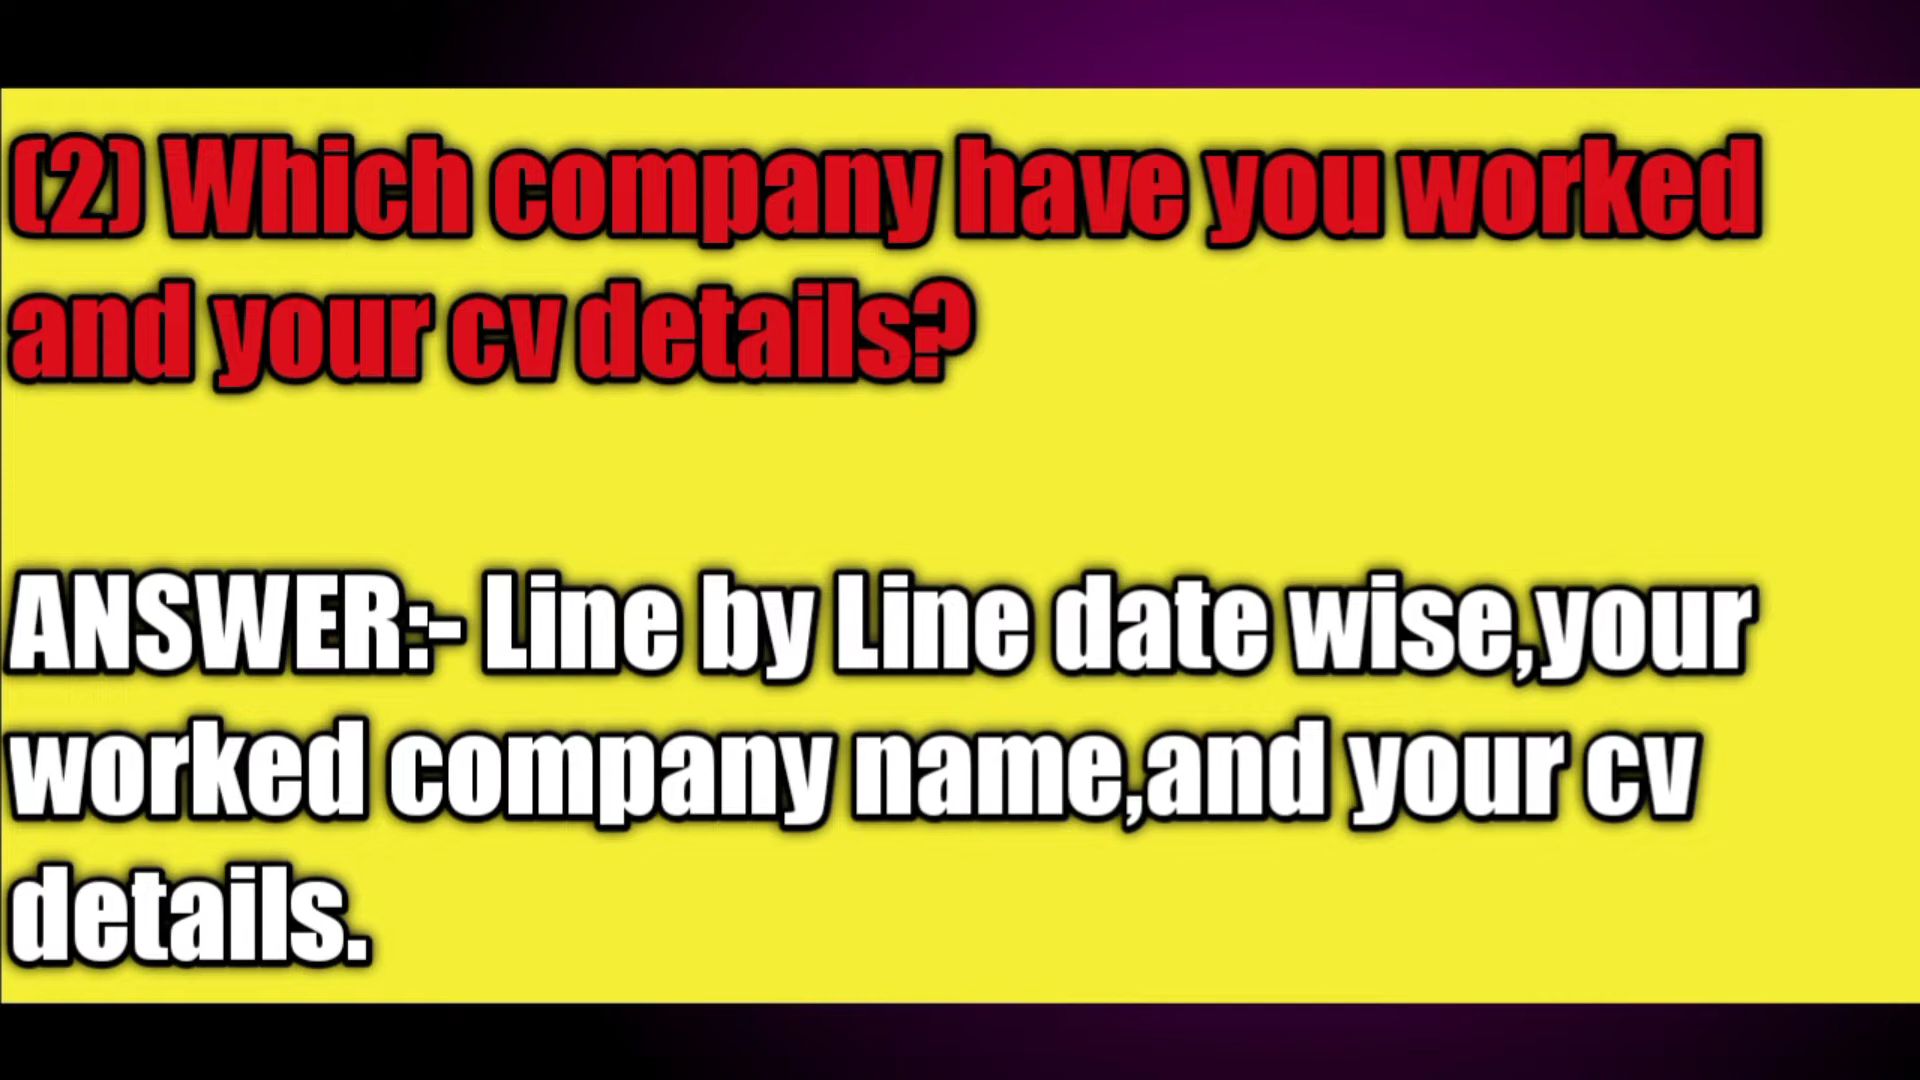 (2) Which company have you worked
and your cv details?
ANSWER:- Line by Line date wise,your
worked company name,and your cv
details.